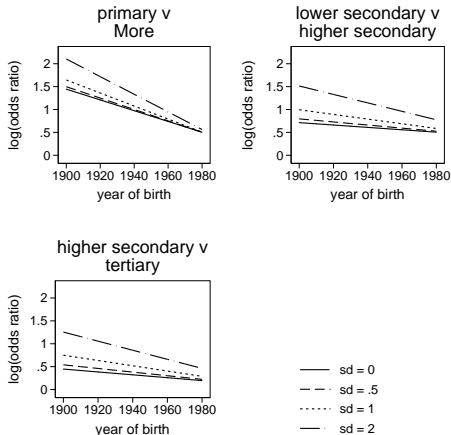 primary v
More
log(odds ratio)
2
1.5
1
.5
0
1900 1920 1940 1960 1980
year of birth
lower secondary v
higher secondary
log(odds ratio)
2
1.5
1
.5
0
1900 1920 1940 1960 1980
year of birth
higher secondary v
tertiary
log(odds ratio)
2
1.5
1
.5
0
1900 1920 1940 1960 1980
year of birth
sd = 0
sd = .5
sd = 1
sd = 2